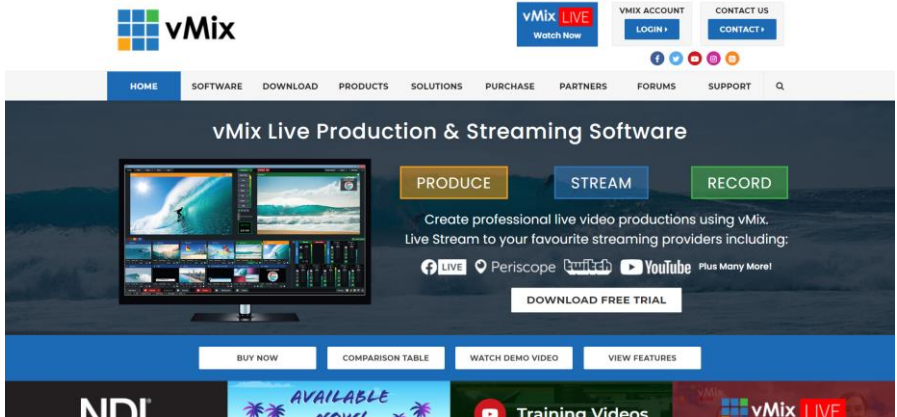 vMix
vMix LIVE
Watch Now
VMIX ACCOUNT
LOGIN
CONTACT US
CONTACT
HOME SOFTWARE DOWNLOAD PRODUCTS SOLUTIONS PURCHASE PARTNERS FORUMS SUPPORT
vMix Live Production & Streaming Software
PRODUCE STREAM RECORD
Create professional live video productions using vMix.
Live Stream to your favourite streaming providers including:
LIVE Periscope twitch YouTube Plus Many More!
DOWNLOAD FREE TRIAL
BUY NOW COMPARISON TABLE WATCH DEMO VIDEO VIEW FEATURES
NDI
AVAILABLE
Training Videos
vMix LIVE